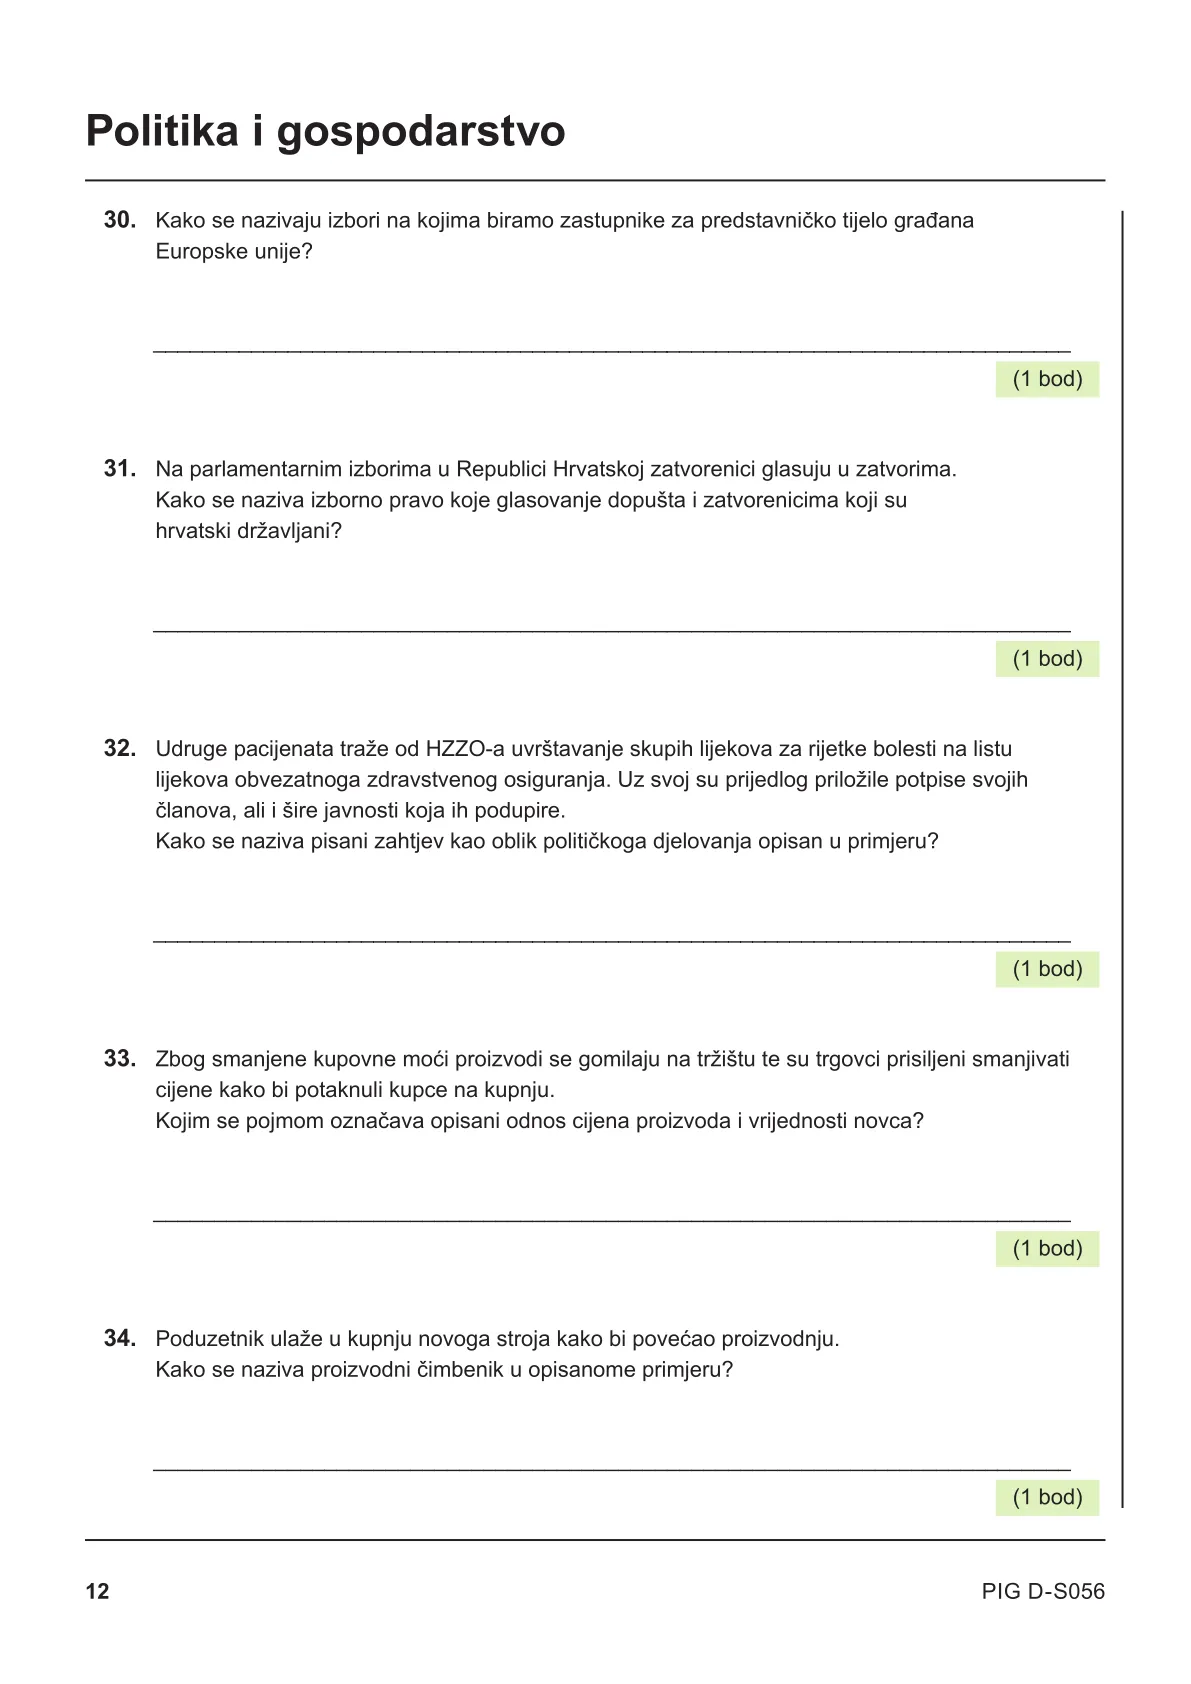 Politika i gospodarstvo
30. Kako se nazivaju izbori na kojima biramo zastupnike za predstavničko tijelo građana
Europske unije?
(1 bod)
31. Na parlamentarnim izborima u Republici Hrvatskoj zatvorenici glasuju u zatvorima.
Kako se naziva izborno pravo koje glasovanje dopušta i zatvorenicima koji su
hrvatski državljani?
(1 bod)
32. Udruge pacijenata traže od HZZO-a uvrštavanje skupih lijekova za rijetke bolesti na listu
lijekova obvezatnoga zdravstvenog osiguranja. Uz svoj su prijedlog priložile potpise svojih
članova, ali i šire javnosti koja ih podupire.
Kako se naziva pisani zahtjev kao oblik političkoga djelovanja opisan u primjeru?
(1 bod)
33. Zbog smanjene kupovne moći proizvodi se gomilaju na tržištu te su trgovci prisiljeni smanjivati
cijene kako bi potaknuli kupce na kupnju.
Kojim se pojmom označava opisani odnos cijena proizvoda i vrijednosti novca?
(1 bod)
34. Poduzetnik ulaže u kupnju novoga stroja kako bi povećao proizvodnju.
Kako se naziva proizvodni čimbenik u opisanome primjeru?
(1 bod)
12 PIG D-S056